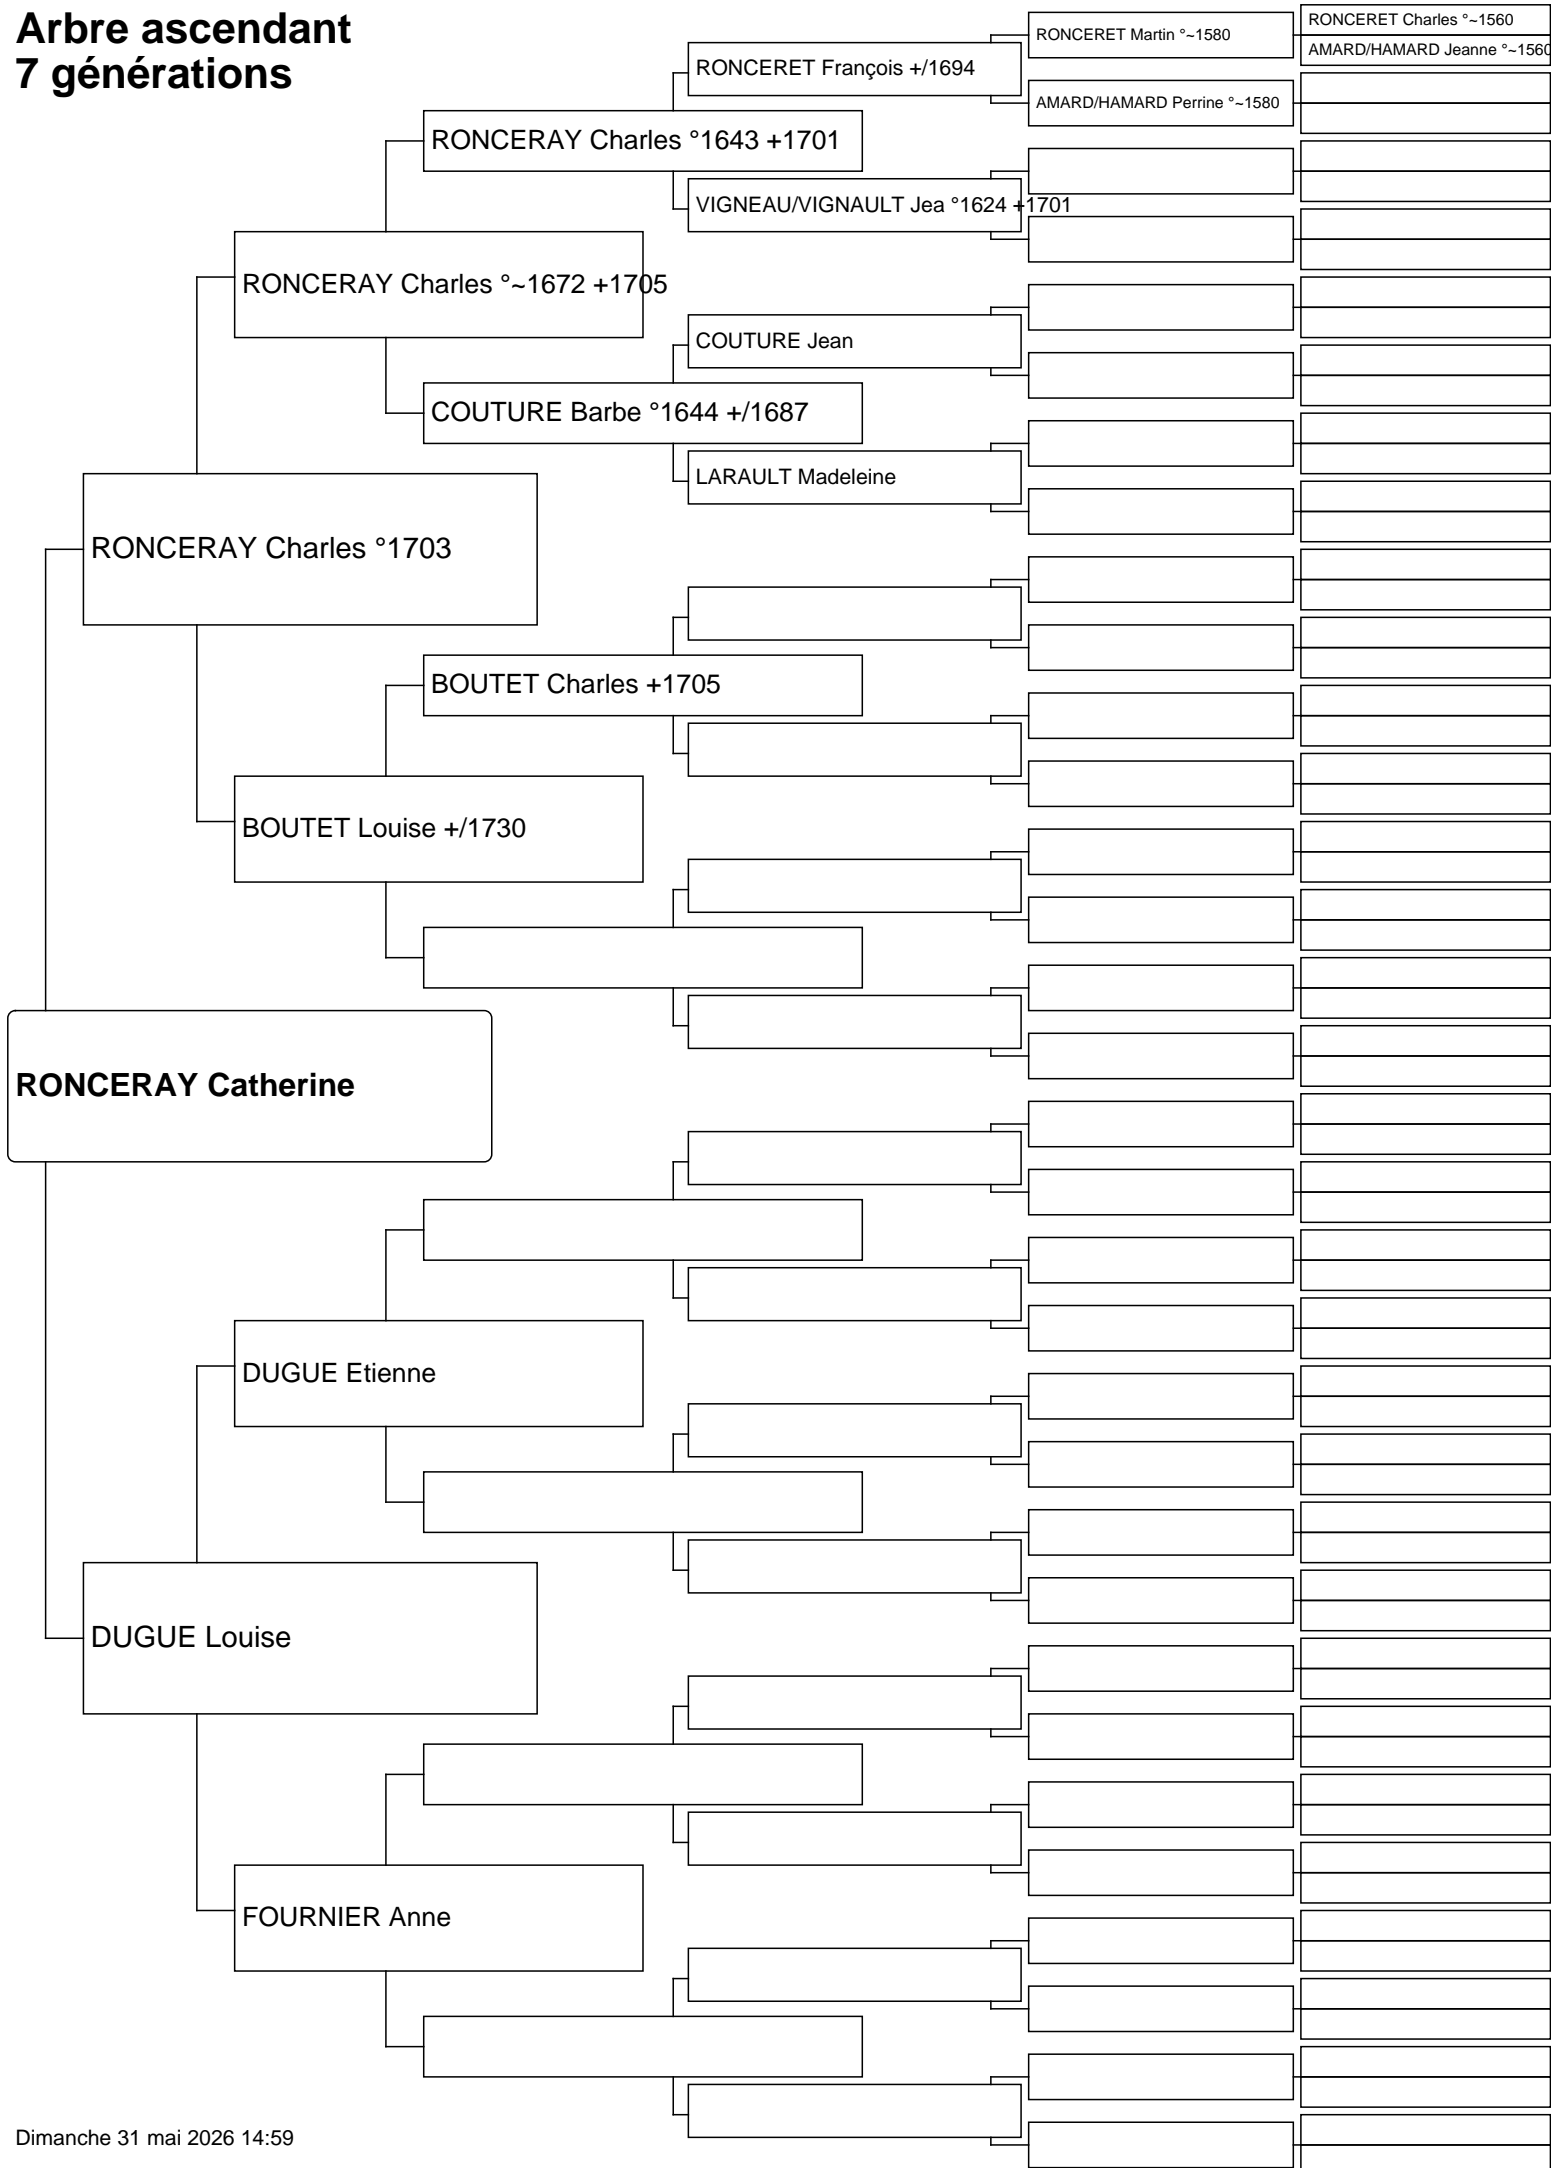 Arbre ascendant
7 générations
RONCERET Charles °~1560
RONCERET Martin °~1580
AMARD/HAMARD Jeanne °~1560
RONCERET François +/1694
AMARD/HAMARD Perrine °~1580
RONCERAY Charles °1643 +1701
VIGNEAU/VIGNAULT Jea °1624 +1701
RONCERAY Charles °~1672 +1705
COUTURE Jean
COUTURE Barbe °1644 +/1687
LARAULT Madeleine
RONCERAY Charles °1703
BOUTET Charles +1705
BOUTET Louise +/1730
RONCERAY Catherine
DUGUE Etienne
DUGUE Louise
FOURNIER Anne
Dimanche 31 mai 2026 14:59